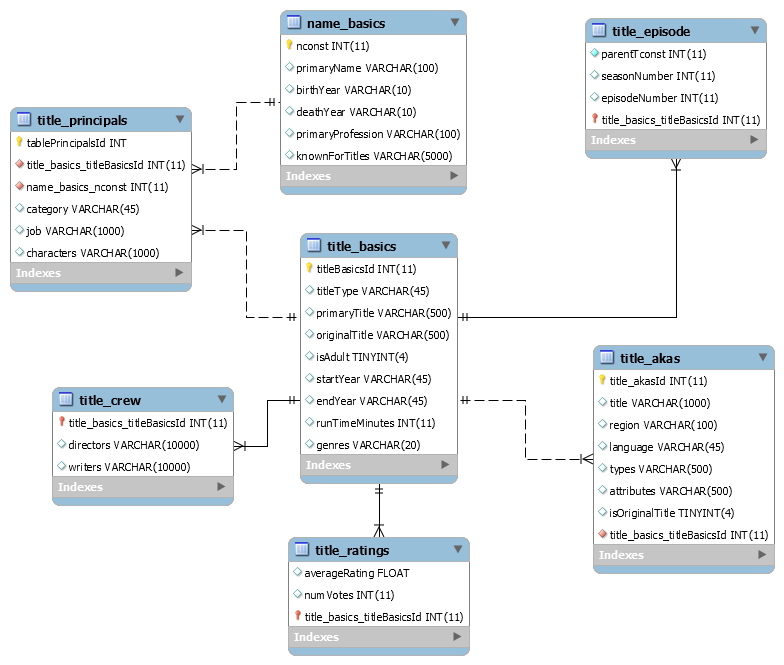 name_basics
nconst INT(11)
primaryName VARCHAR(100)
birthYear VARCHAR(10)
deathYear VARCHAR(10)
primaryProfession VARCHAR(100)
knownForTitles VARCHAR(5000)
Indexes
title_episode
parentTconst INT(11)
seasonNumber INT(11)
episodeNumber INT(11)
title_basics_titleBasicsId INT(11)
Indexes
title_principals
tablePrincipalsId INT
title_basics_titleBasicsId INT(11)
name_basics_nconst INT(11)
category VARCHAR(45)
job VARCHAR(1000)
characters VARCHAR(1000)
Indexes
title_basics
titleBasicsId INT(11)
titleType VARCHAR(45)
primaryTitle VARCHAR(500)
originalTitle VARCHAR(500)
isAdult TINYINT(4)
startYear VARCHAR(45)
endYear VARCHAR(45)
runTimeMinutes INT(11)
genres VARCHAR(20)
Indexes
title_akas
title_akasId INT(11)
title VARCHAR(1000)
region VARCHAR(100)
language VARCHAR(45)
types VARCHAR(500)
attributes VARCHAR(500)
isOriginalTitle TINYINT(4)
title_basics_titleBasicsId INT(11)
Indexes
title_crew
title_basics_titleBasicsId INT(11)
directors VARCHAR(10000)
writers VARCHAR(10000)
Indexes
title_ratings
averageRating FLOAT
numVotes INT(11)
title_basics_titleBasicsId INT(11)
Indexes